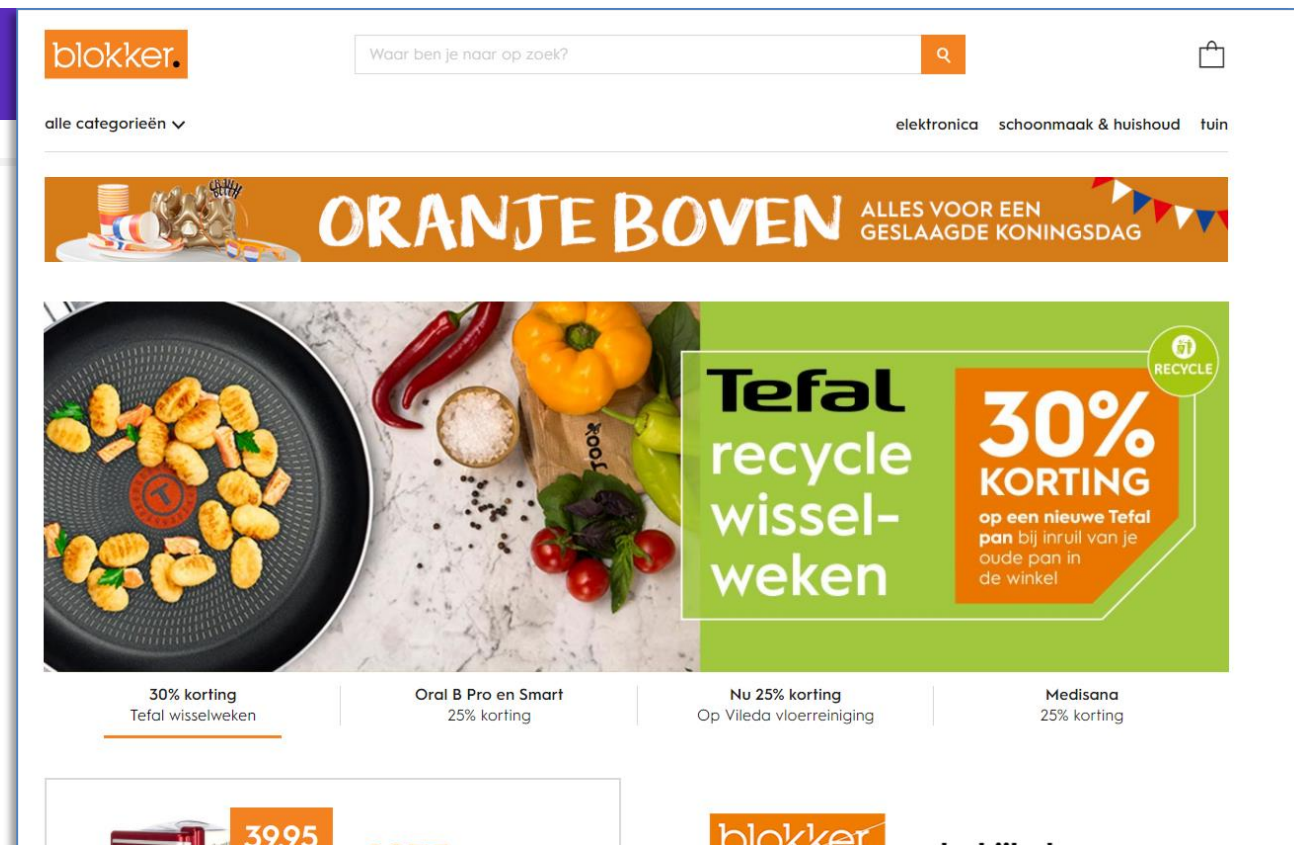 blokker.
Waar ben je naar op zoek?
alle categorieën
elektronica schoonmaak & huishoud tuin
ORANJE BOVEN
ALLES VOOR EEN
GESLAAGDE KONINGSDAG
Tefal
recycle
wissel-
weken
RECYCLE
30%
KORTING
op een nieuwe Tefal
pan bij inruil van je
oude pan in
de winkel
30% korting
Tefal wisselweken
Oral B Pro en Smart
25% korting
Nu 25% korting
Op Vileda vloerreiniging
Medisana
25% korting
39.95
blokker